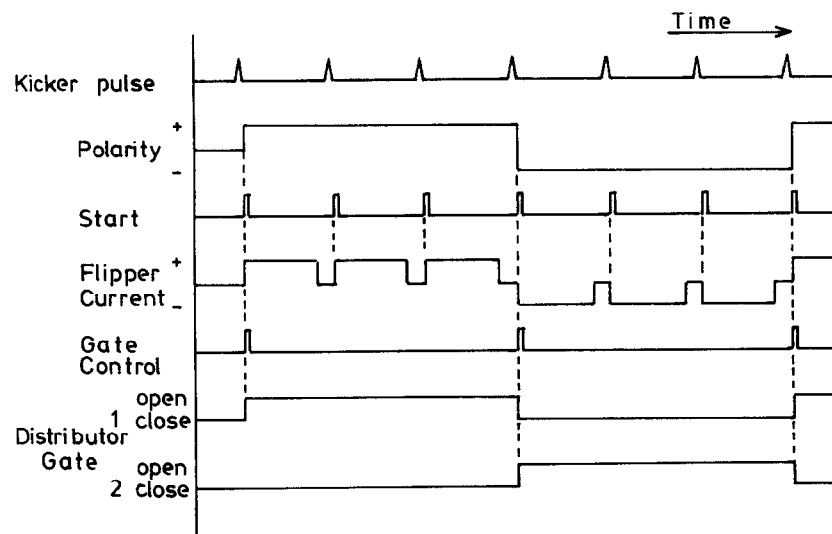 Time
Kicker pulse
+
Polarity
-
Start
+
Flipper
Current
-
Gate
Control
open
1 close
Distributor
Gate
open
2 close